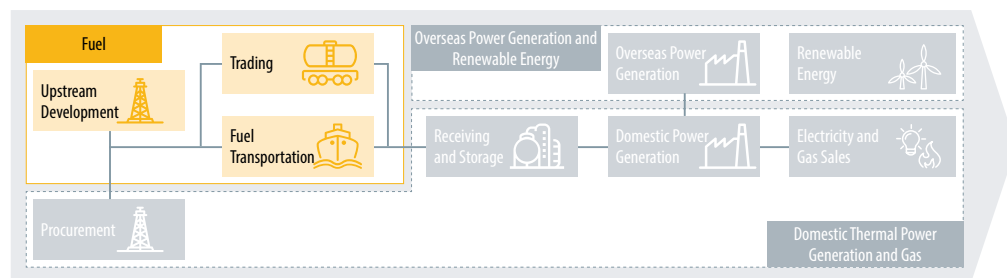 Fuel
Upstream
Development
Trading
Fuel
Transportation
Procurement
Overseas Power Generation and
Renewable Energy
Overseas Power
Generation
Renewable
Energy
Receiving
and Storage
Domestic Power
Generation
Electricity and
Gas Sales
Domestic Thermal Power
Generation and Gas